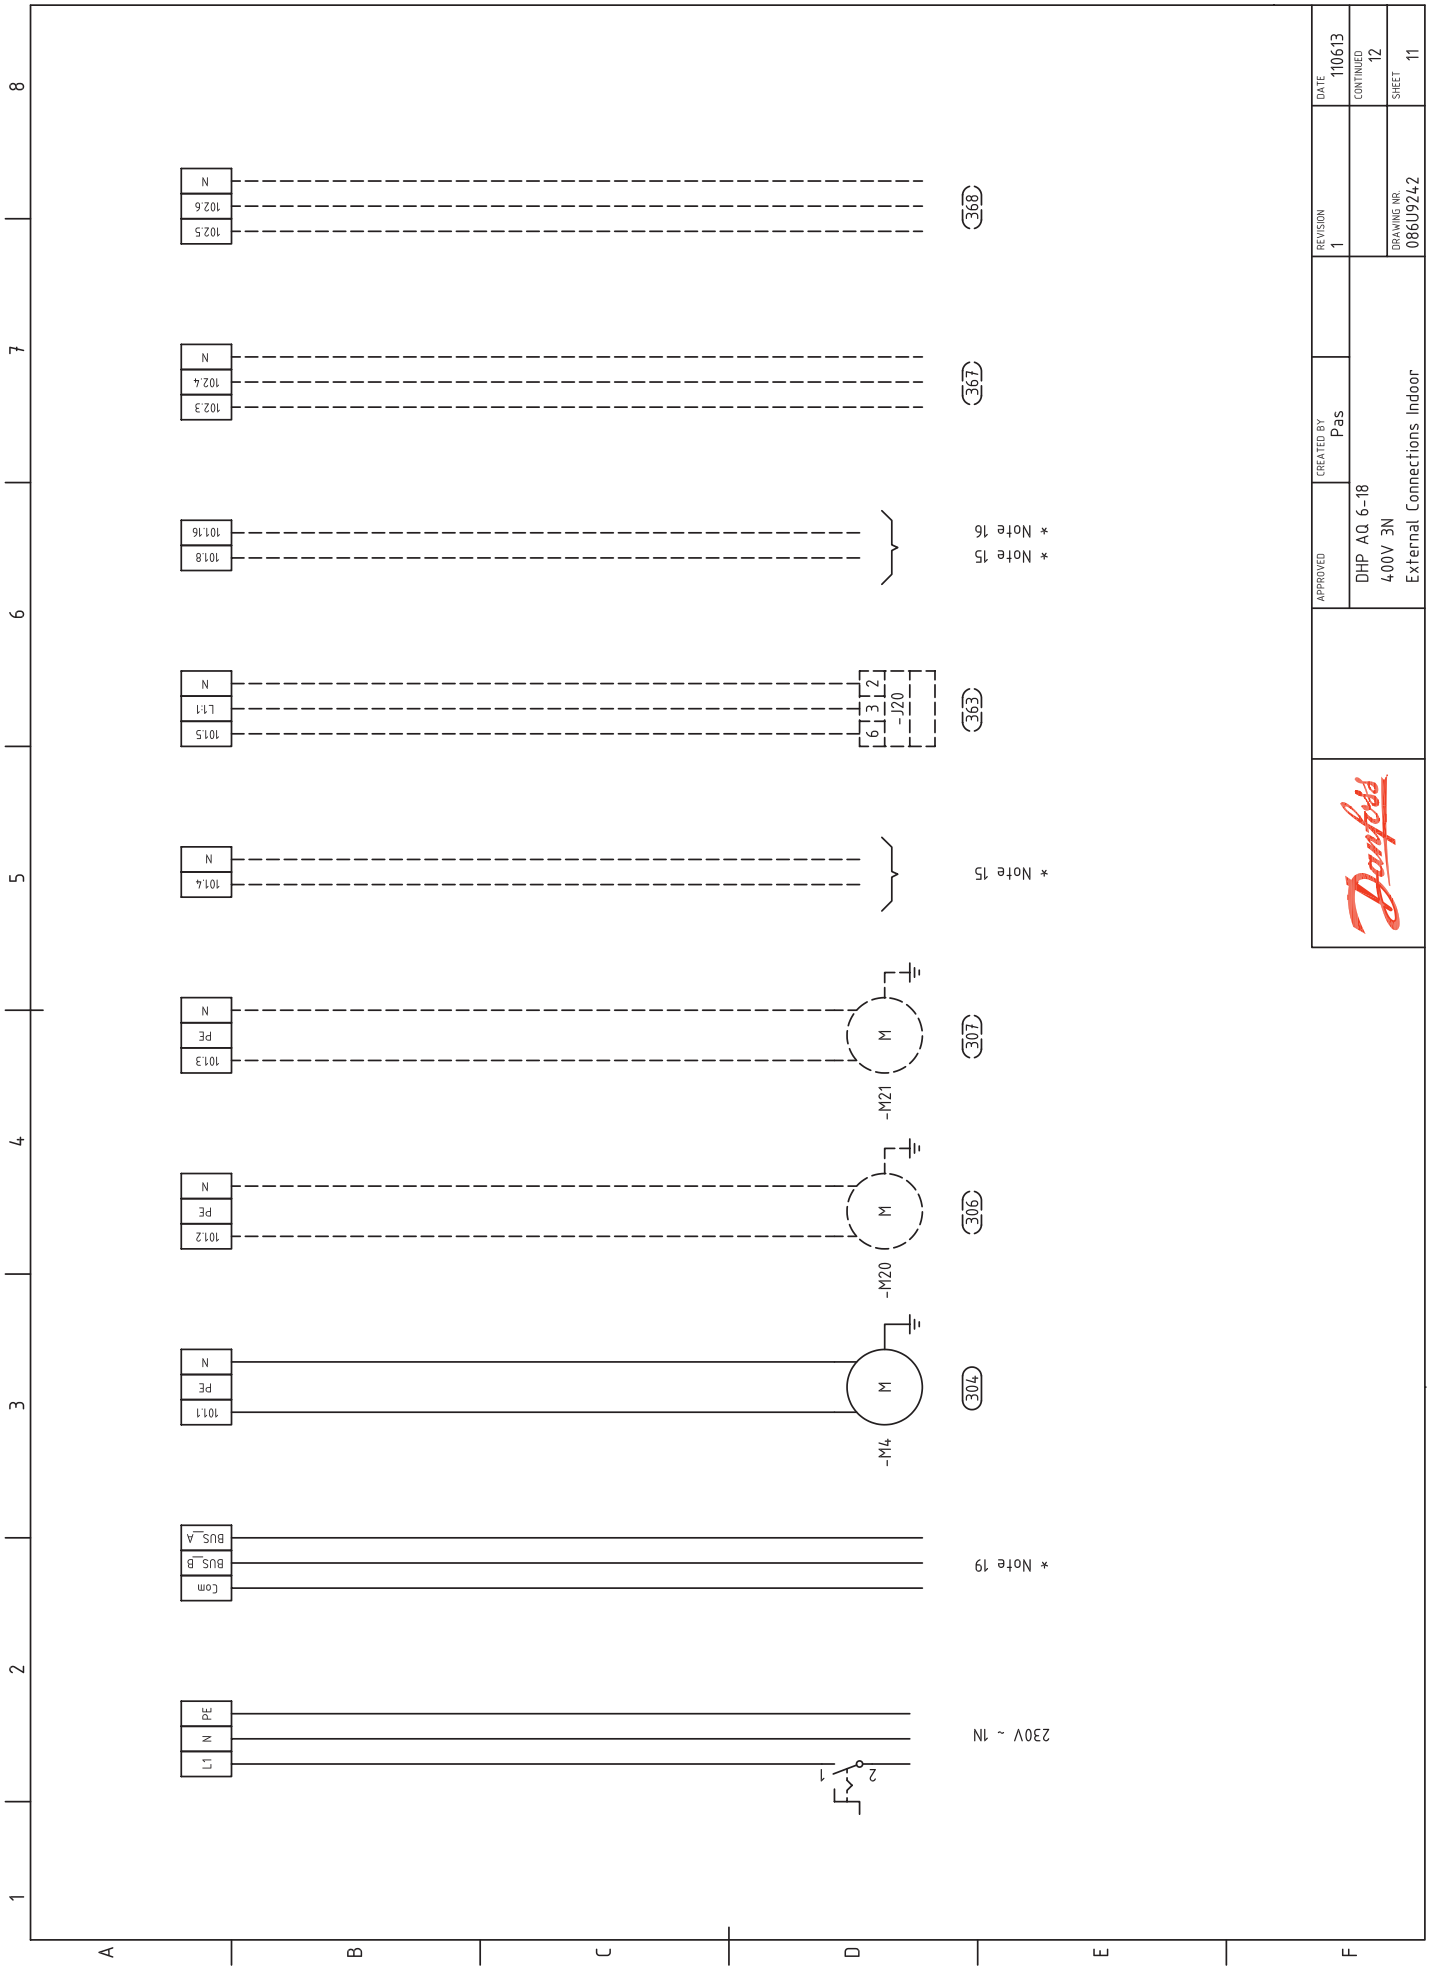 1
2
3
4
5
6
7
8
A
B
C
D
E
F
L1
N
PE
1
2
230V ~ 1N
Com
BUS_B
BUS_A
* Note 19
101.1
PE
N
-M4
M
304
101.2
PE
N
-M20
M
306
101.3
PE
N
-M21
M
307
101.4
N
* Note 15
101.5
L1:1
N
6
3
2
-J20
363
101.8
101.16
* Note 15
* Note 16
102.3
102.4
N
367
102.5
102.6
N
368
Danfoss
APPROVED
CREATED BY
Pas
REVISION
1
DATE
110613
DHP AQ 6-18
400V 3N
External Connections Indoor
CONTINUED
12
DRAWING NR.
086U9242
SHEET
11